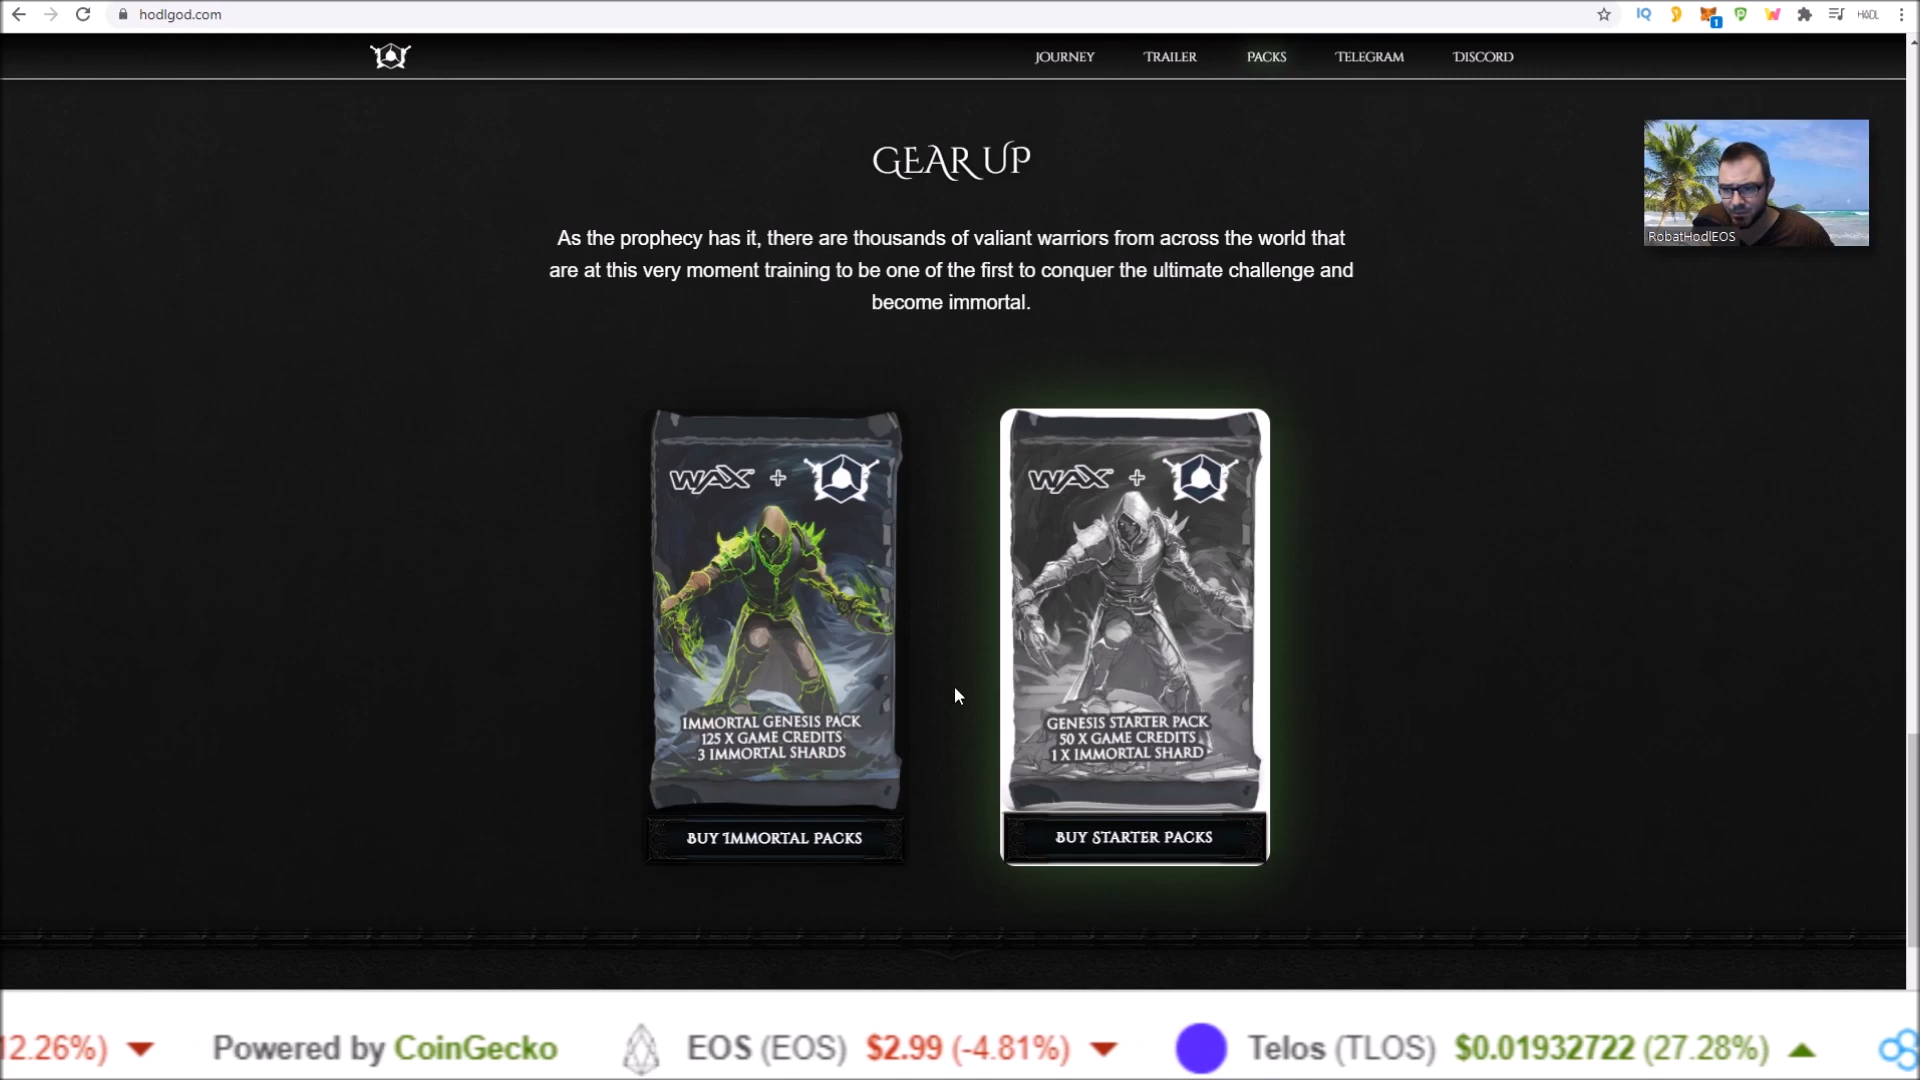 hodlgod.com
IQ
1
HODL
JOURNEY TRAILER PACKS TELEGRAM DISCORD
GEAR UP
As the prophecy has it, there are thousands of valiant warriors from across the world that
are at this very moment training to be one of the first to conquer the ultimate challenge and
become immortal.
RobatHodlEOS
WAX +
IMMORTAL GENESIS PACK
125 X GAME CREDITS
3 IMMORTAL SHARDS
BUY IMMORTAL PACKS
WAX +
GENESIS STARTER PACK
50 X GAME CREDITS
1 X IMMORTAL SHARD
BUY STARTER PACKS
12.26%) Powered by CoinGecko EOS (EOS) $2.99 (-4.81%) Telos (TLOS) $0.01932722 (27.28%)